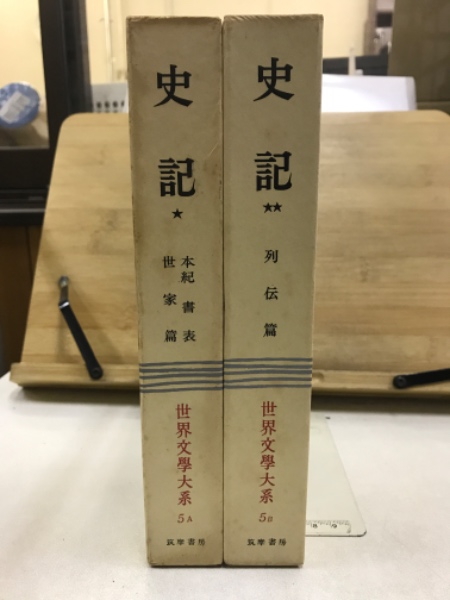 史記
★
本紀 書 表
世家篇
世界文學大系
5A
筑摩書房
史記
★★
列伝篇
世界文學大系
5B
筑摩書房